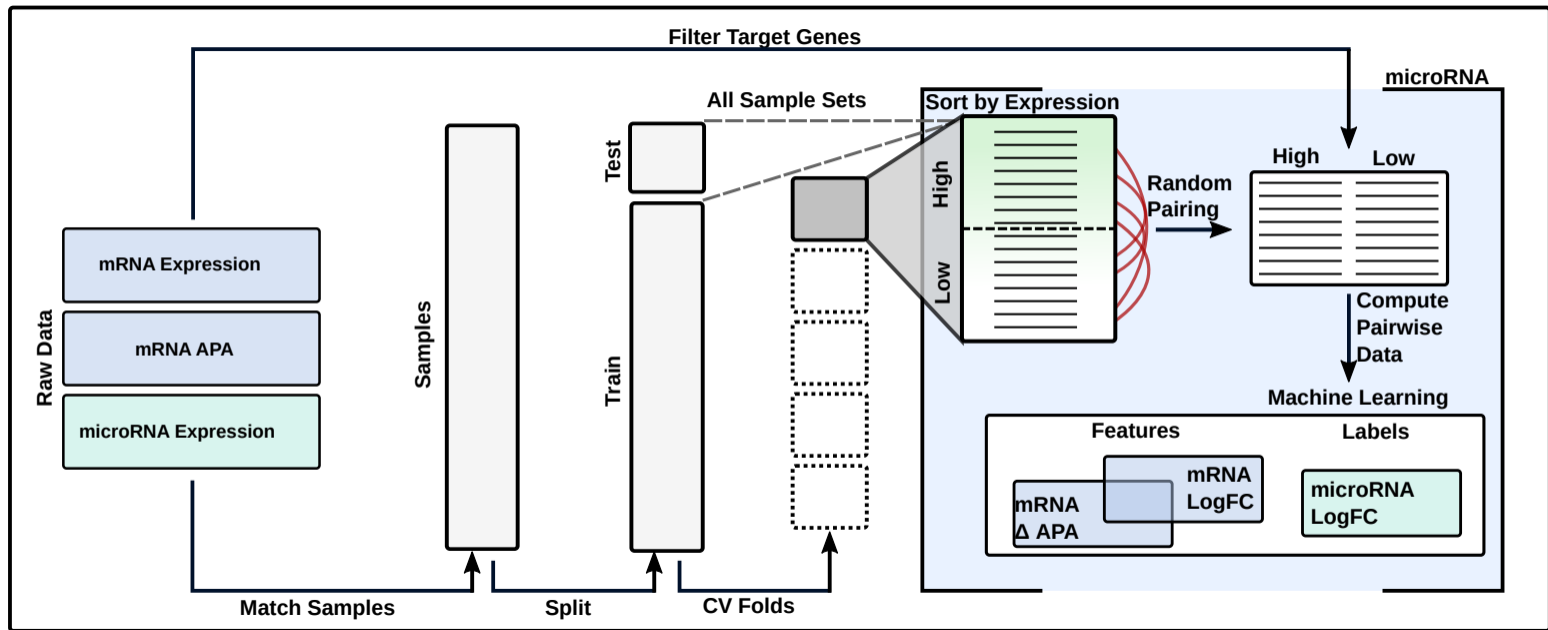 Filter Target Genes
microRNA
All Sample Sets
Sort by Expression
Test
High
Low
Random
Pairing
High
Low
Raw Data
mRNA Expression
mRNA APA
microRNA Expression
Samples
Train
Compute
Pairwise
Data
Machine Learning
Features
Labels
mRNA
LogFC
mRNA
Δ APA
microRNA
LogFC
Match Samples
Split
CV Folds